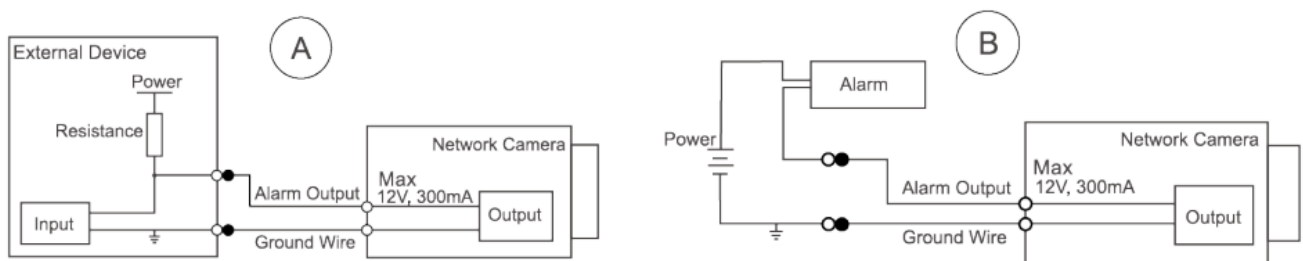 A
External Device
Power
Resistance
Input
Alarm Output
Ground Wire
Network Camera
Max
12V, 300mA
Output
B
Alarm
Power
Alarm Output
Ground Wire
Network Camera
Max
12V, 300mA
Output